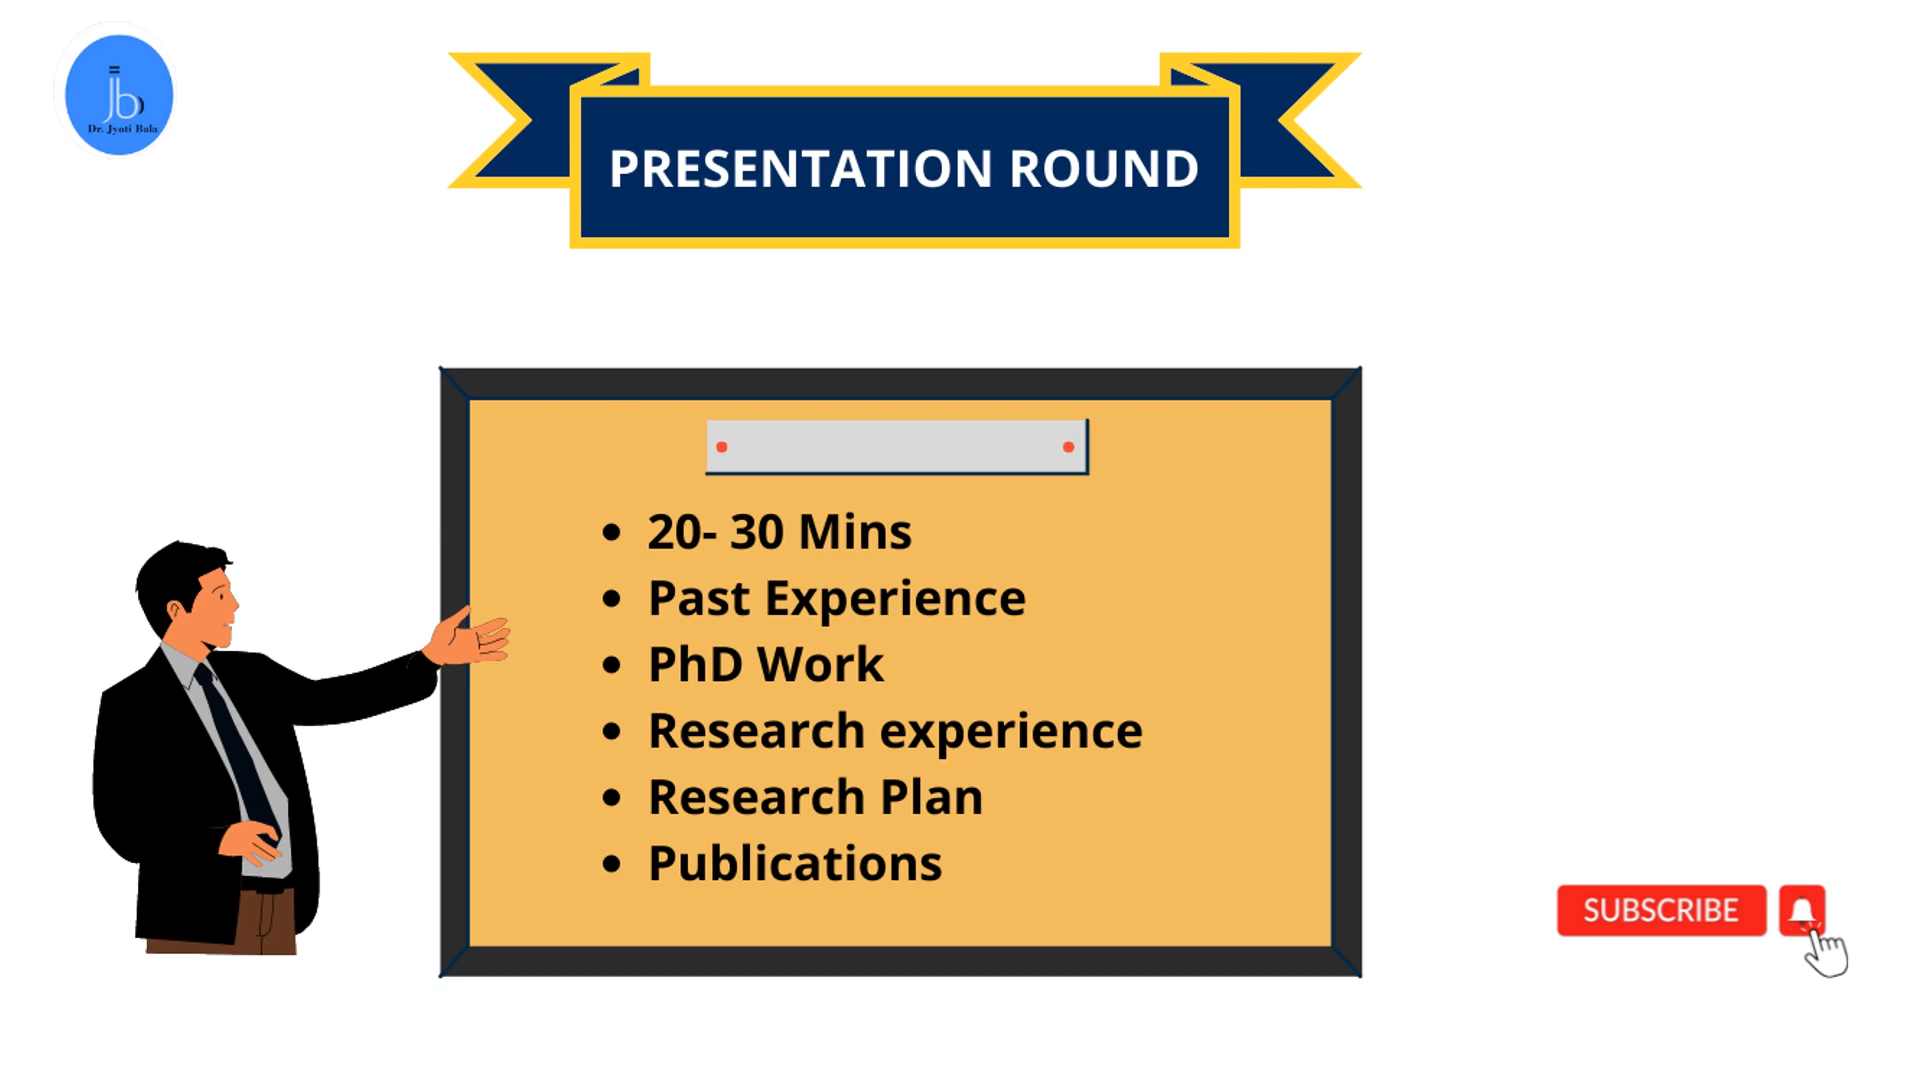 Dr. Jyoti Bala
PRESENTATION ROUND
• 20- 30 Mins
• Past Experience
• PhD Work
• Research experience
• Research Plan
• Publications
SUBSCRIBE